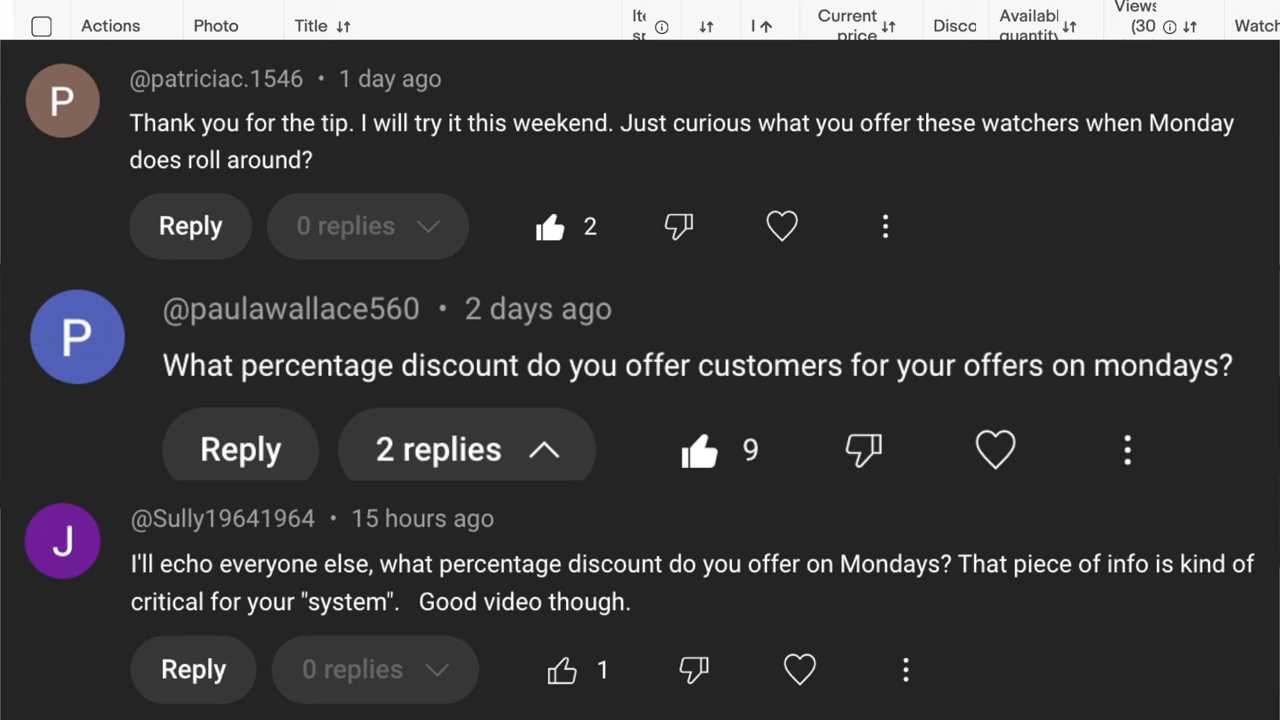 Actions Photo Title I Current price Disco Watch
P
@patriciac.1546 • 1 day ago
Thank you for the tip. I will try it this weekend. Just curious what you offer these watchers when Monday
does roll around?
Reply 0 replies 2
P
@paulawallace560 • 2 days ago
What percentage discount do you offer customers for your offers on mondays?
Reply 2 replies 9
J
@Sully19641964 • 15 hours ago
I'll echo everyone else, what percentage discount do you offer on Mondays? That piece of info is kind of
critical for your "system". Good video though.
Reply 0 replies 1